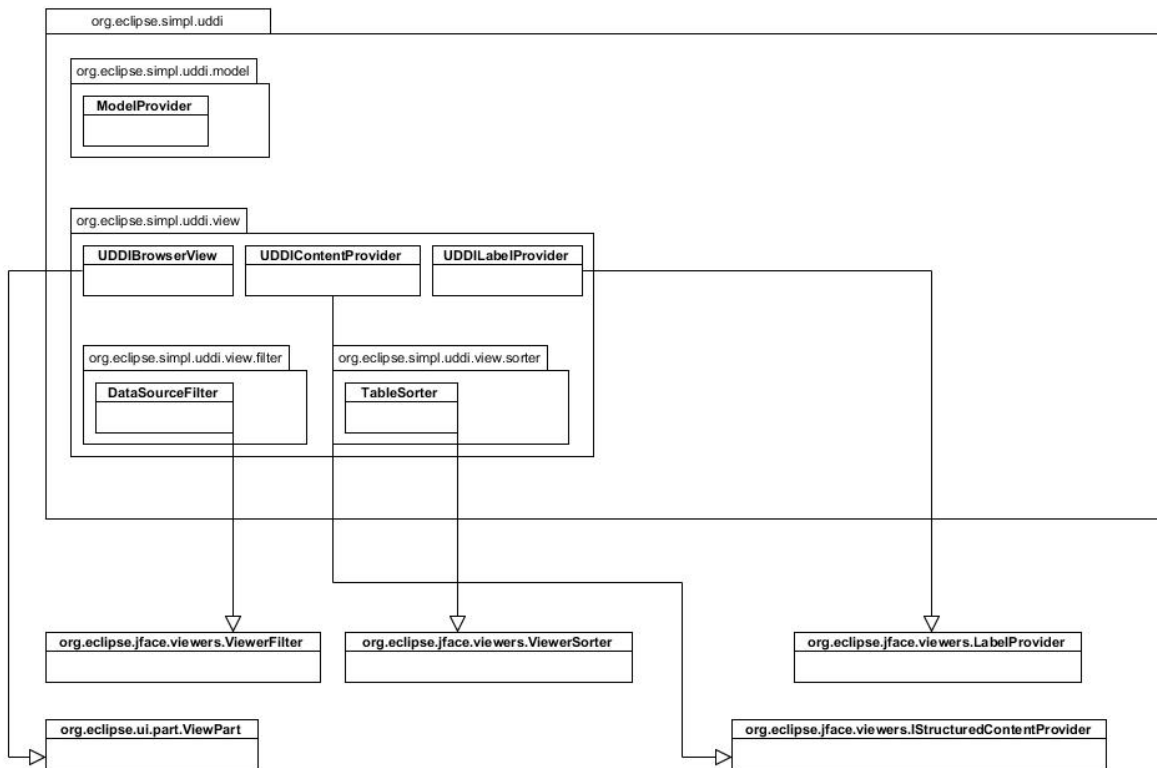 org.eclipse.simpl.uddi
org.eclipse.simpl.uddi.model
ModelProvider
org.eclipse.simpl.uddi.view
UDDIBrowserView
UDDIContentProvider
UDDILabelProvider
org.eclipse.simpl.uddi.view.filter
org.eclipse.simpl.uddi.view.sorter
DataSourceFilter
TableSorter
org.eclipse.jface.viewers.ViewerFilter
org.eclipse.jface.viewers.ViewerSorter
org.eclipse.jface.viewers.LabelProvider
org.eclipse.ui.part.ViewPart
org.eclipse.jface.viewers.IStructuredContentProvider